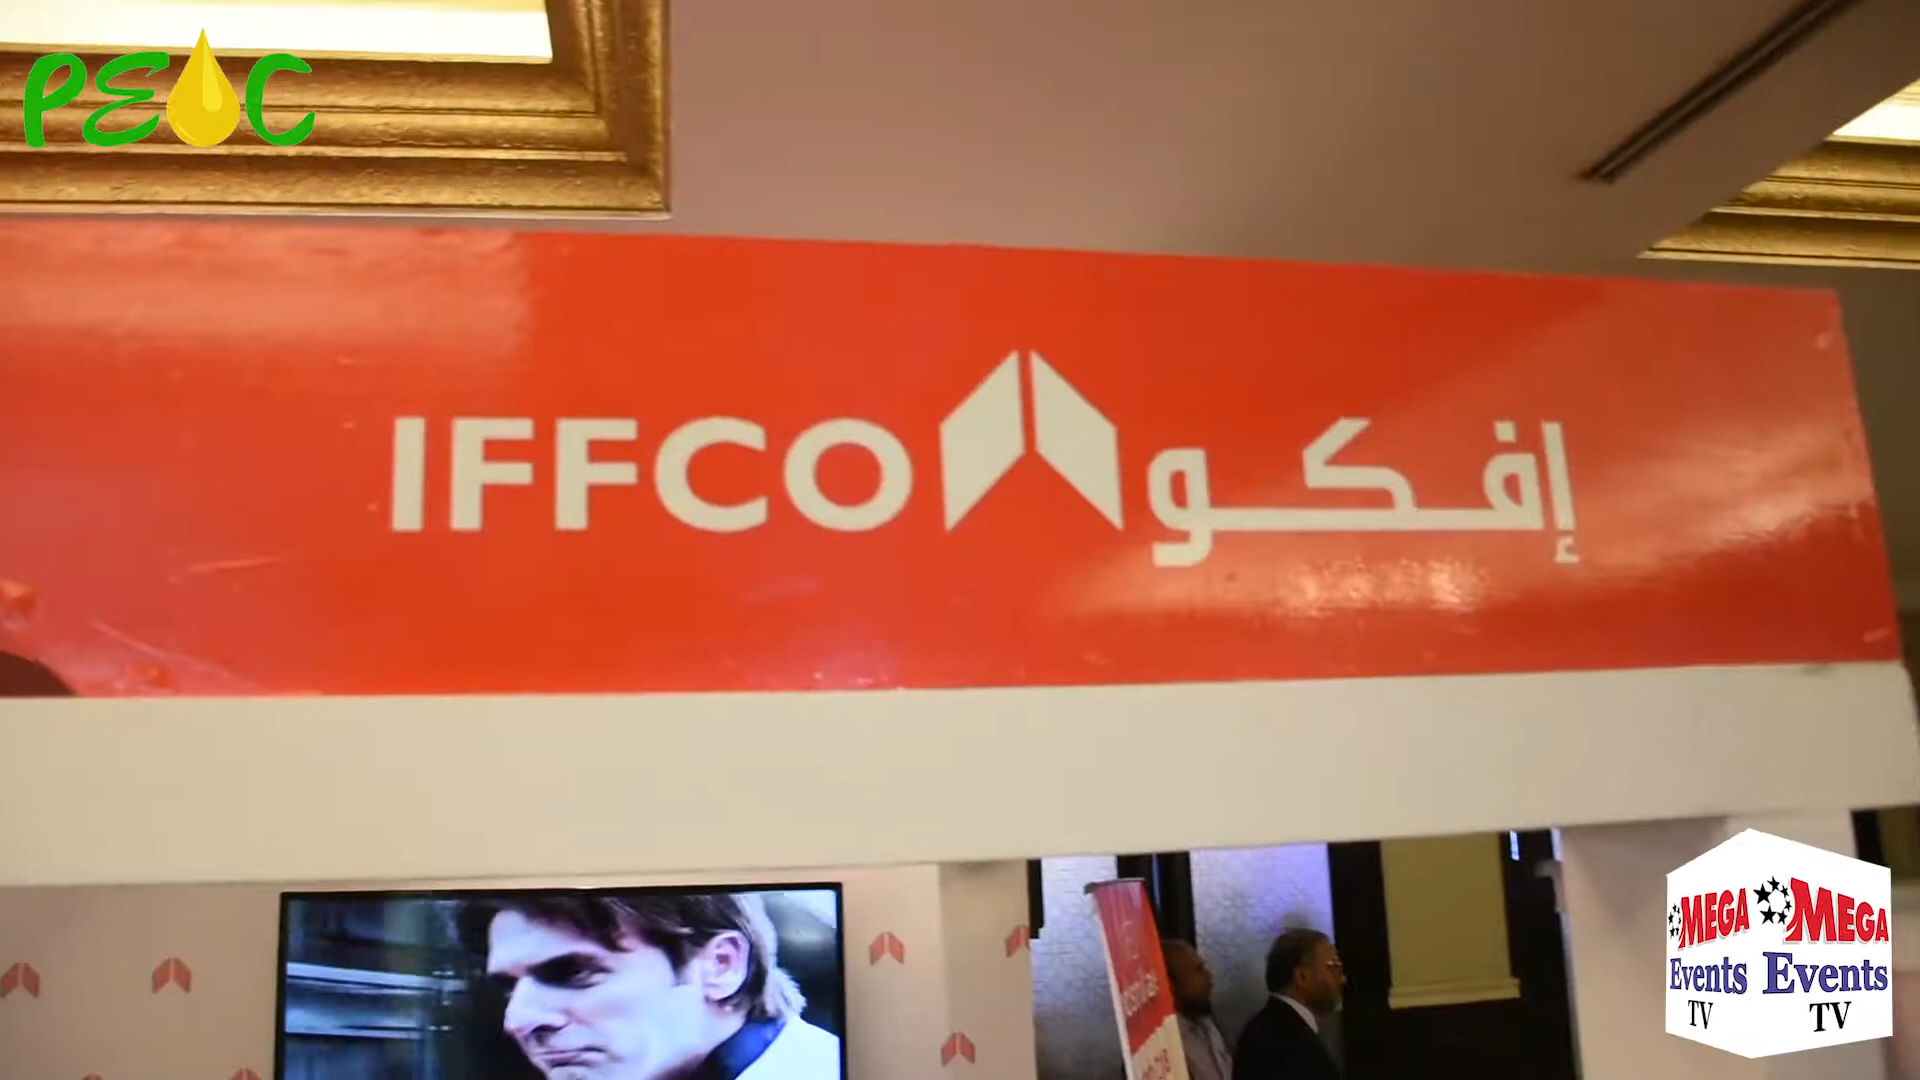 PEOC
IFFCO إفكو
MEGA MEGA
Events Events
TV TV